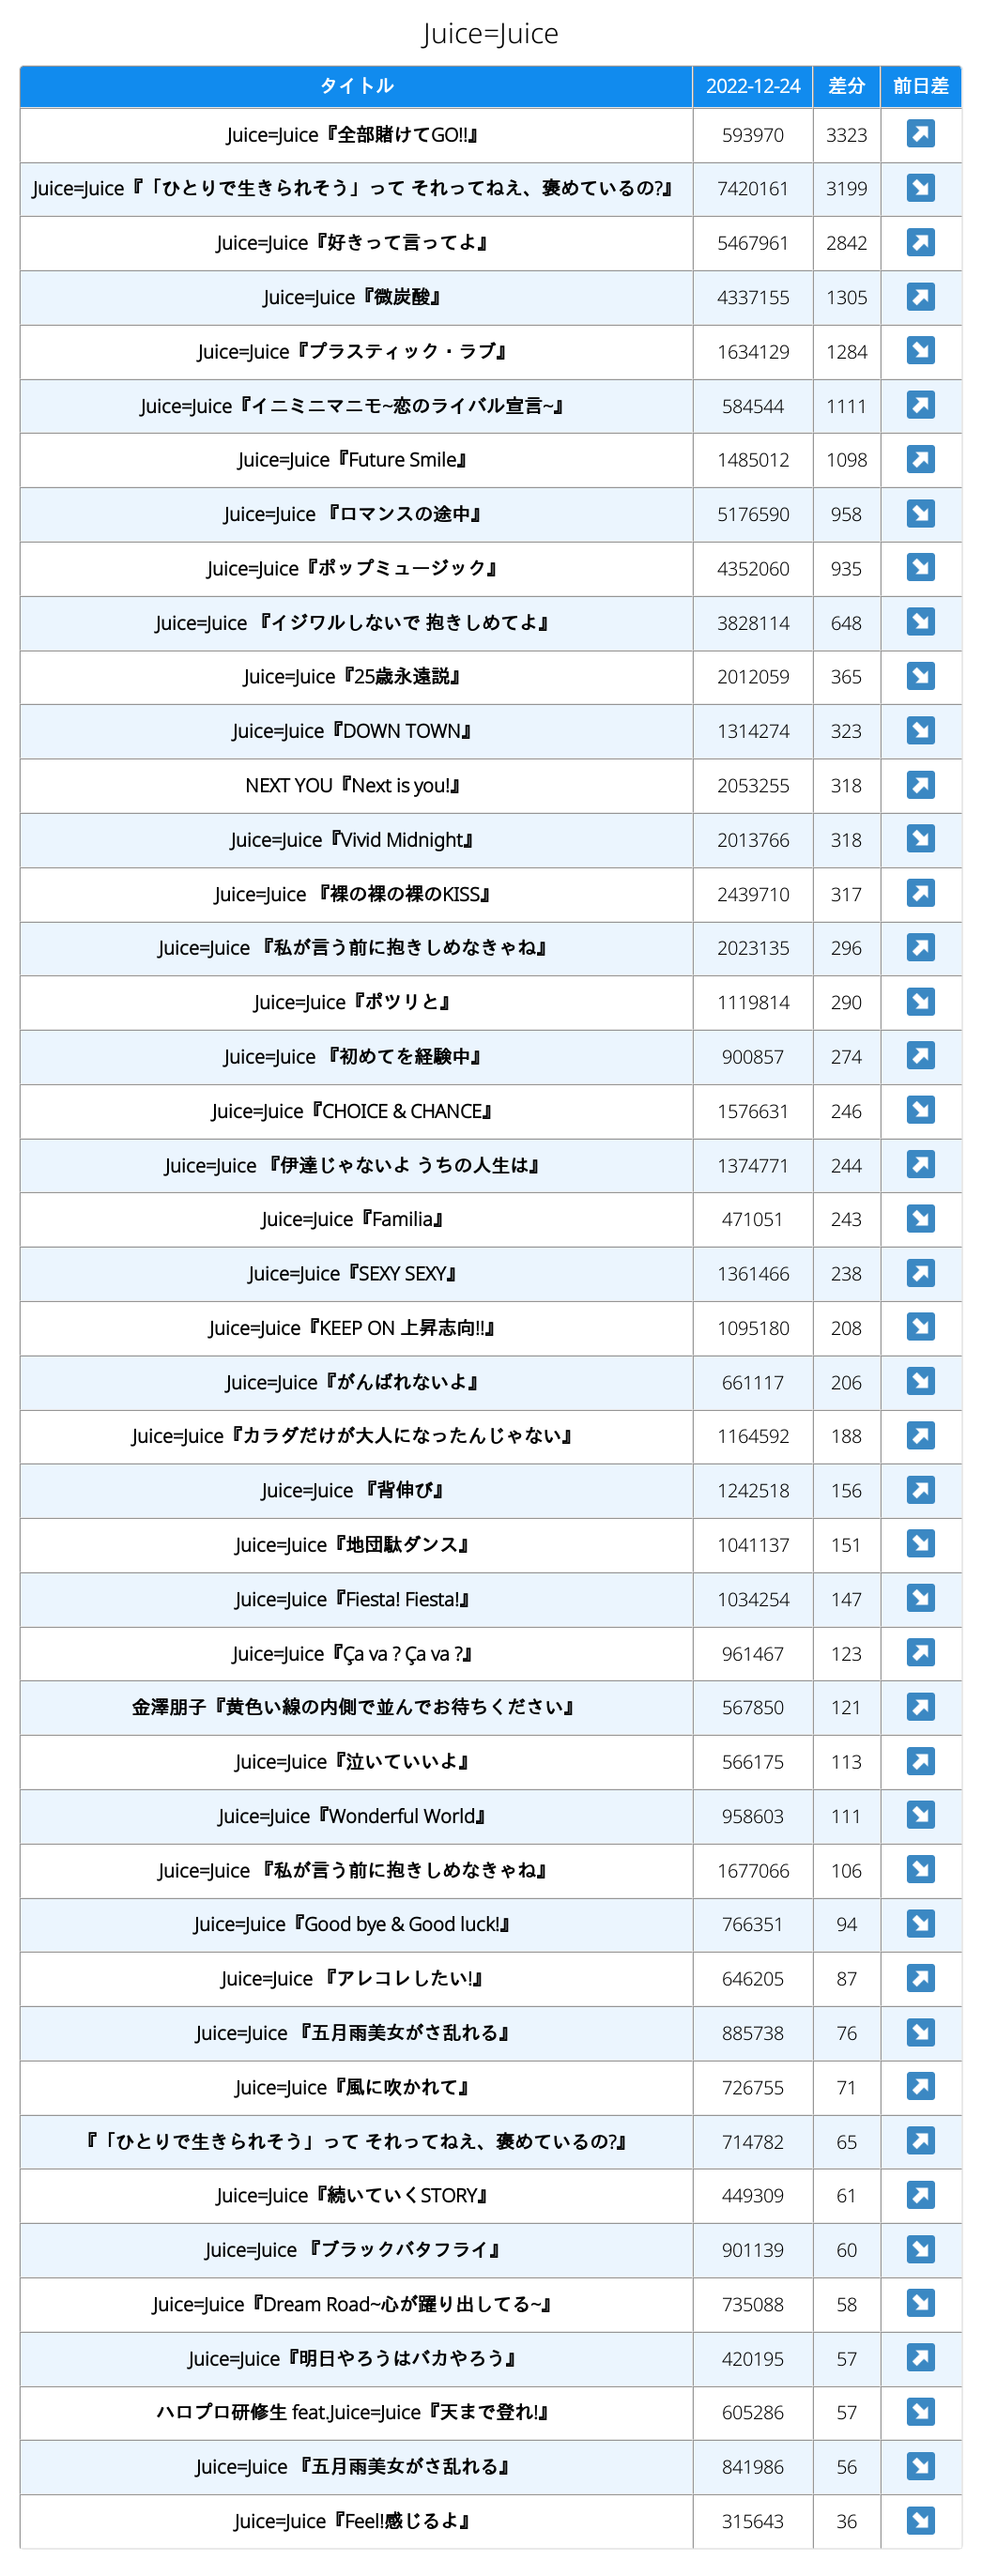 Juice=Juice
タイトル 2022-12-24 差分 前日差
Juice=Juice『全部賭けてGO!!』 593970 3323 ↗
Juice=Juice『「ひとりで生きられそう」って それってねえ、褒めているの?』 7420161 3199 ↘
Juice=Juice『好きって言ってよ』 5467961 2842 ↗
Juice=Juice『微炭酸』 4337155 1305 ↗
Juice=Juice『プラスティック・ラブ』 1634129 1284 ↘
Juice=Juice『イニミニマニモ~恋のライバル宣言~』 584544 1111 ↗
Juice=Juice『Future Smile』 1485012 1098 ↗
Juice=Juice 『ロマンスの途中』 5176590 958 ↘
Juice=Juice『ポップミュージック』 4352060 935 ↘
Juice=Juice 『イジワルしないで 抱きしめてよ』 3828114 648 ↘
Juice=Juice『25歳永遠説』 2012059 365 ↘
Juice=Juice『DOWN TOWN』 1314274 323 ↘
NEXT YOU『Next is you!』 2053255 318 ↗
Juice=Juice『Vivid Midnight』 2013766 318 ↘
Juice=Juice 『裸の裸の裸のKISS』 2439710 317 ↗
Juice=Juice 『私が言う前に抱きしめなきゃね』 2023135 296 ↗
Juice=Juice『ポツリと』 1119814 290 ↘
Juice=Juice 『初めてを経験中』 900857 274 ↗
Juice=Juice『CHOICE & CHANCE』 1576631 246 ↘
Juice=Juice 『伊達じゃないよ うちの人生は』 1374771 244 ↗
Juice=Juice『Familia』 471051 243 ↘
Juice=Juice『SEXY SEXY』 1361466 238 ↗
Juice=Juice『KEEP ON 上昇志向!!』 1095180 208 ↘
Juice=Juice『がんばれないよ』 661117 206 ↘
Juice=Juice『カラダだけが大人になったんじゃない』 1164592 188 ↗
Juice=Juice 『背伸び』 1242518 156 ↗
Juice=Juice『地団駄ダンス』 1041137 151 ↘
Juice=Juice『Fiesta! Fiesta!』 1034254 147 ↘
Juice=Juice『Ça va ? Ça va ?』 961467 123 ↗
金澤朋子『黄色い線の内側で並んでお待ちください』 567850 121 ↗
Juice=Juice『泣いていいよ』 566175 113 ↗
Juice=Juice『Wonderful World』 958603 111 ↘
Juice=Juice 『私が言う前に抱きしめなきゃね』 1677066 106 ↘
Juice=Juice『Good bye & Good luck!』 766351 94 ↘
Juice=Juice 『アレコレしたい!』 646205 87 ↗
Juice=Juice 『五月雨美女がさ乱れる』 885738 76 ↘
Juice=Juice『風に吹かれて』 726755 71 ↗
『「ひとりで生きられそう」って それってねえ、褒めているの?』 714782 65 ↗
Juice=Juice『続いていくSTORY』 449309 61 ↗
Juice=Juice 『ブラックバタフライ』 901139 60 ↘
Juice=Juice『Dream Road~心が躍り出してる~』 735088 58 ↘
Juice=Juice『明日やろうはバカやろう』 420195 57 ↗
ハロプロ研修生 feat.Juice=Juice『天まで登れ!』 605286 57 ↘
Juice=Juice 『五月雨美女がさ乱れる』 841986 56 ↘
Juice=Juice『Feel!感じるよ』 315643 36 ↘